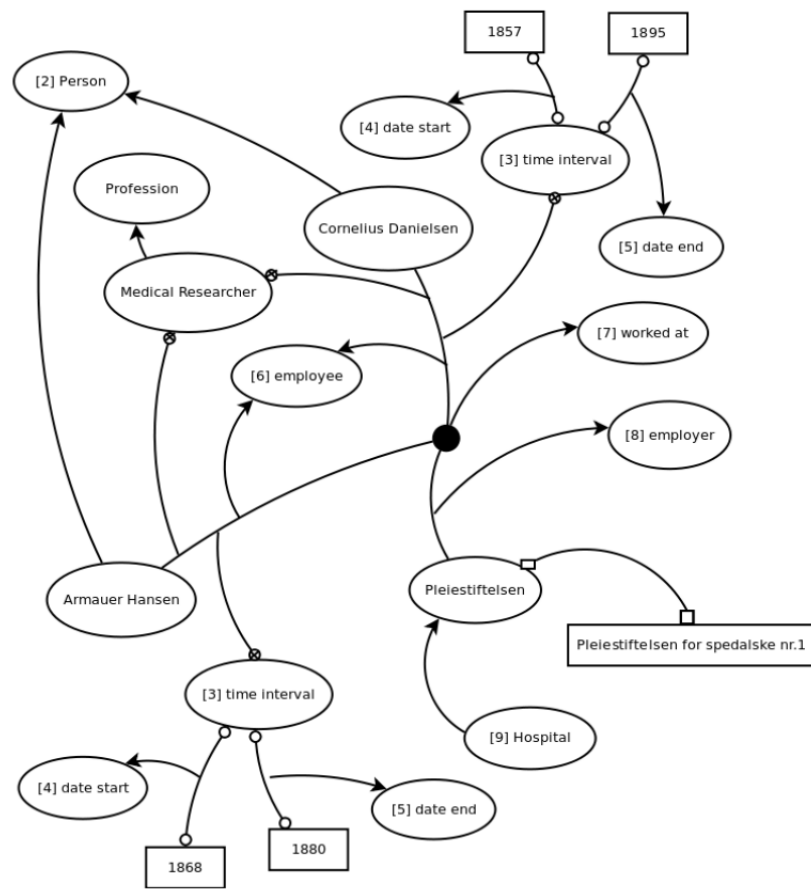 1857
1895
[2] Person
[4] date start
[3] time interval
Profession
Cornelius Danielsen
[5] date end
Medical Researcher
[7] worked at
[6] employee
[8] employer
Pleiestiftelsen
Armauer Hansen
Pleiestiftelsen for spedalske nr.1
[3] time interval
[9] Hospital
[4] date start
[5] date end
1880
1868